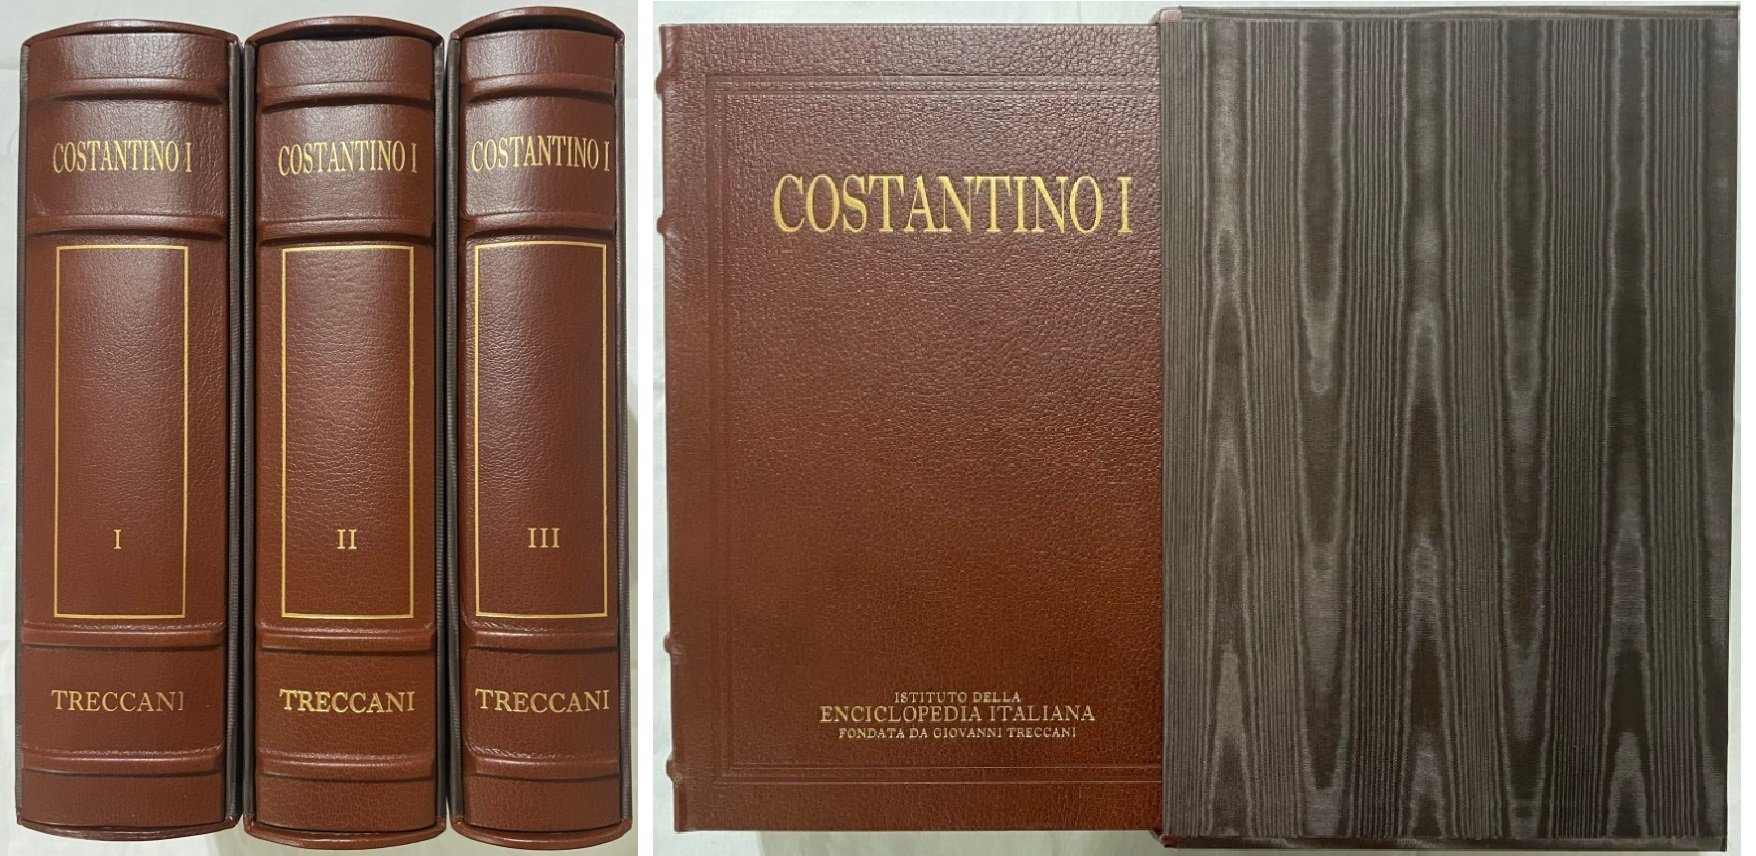 COSTANTINO I
I
TRECCANI
COSTANTINO I
II
TRECCANI
COSTANTINO I
III
TRECCANI
COSTANTINO I
ISTITUTO DELLA
ENCICLOPEDIA ITALIANA
FONDATA DA GIOVANNI TRECCANI